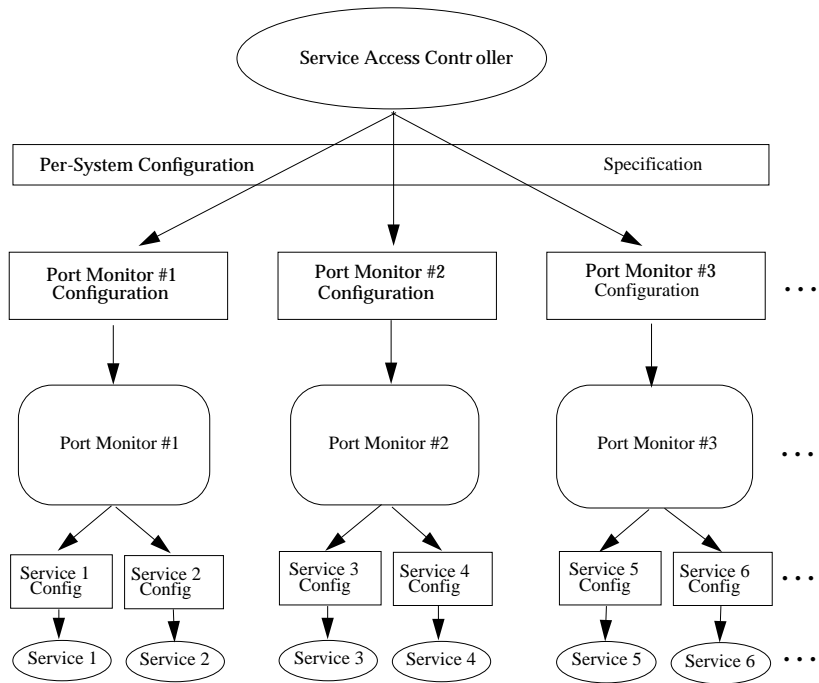 Service Access Controller
Per-System Configuration Specification
Port Monitor #1
Configuration
Port Monitor #2
Configuration
Port Monitor #3
Configuration
...
Port Monitor #1
Port Monitor #2
Port Monitor #3
...
Service 1
Config
Service 2
Config
Service 3
Config
Service 4
Config
Service 5
Config
Service 6
Config
...
Service 1
Service 2
Service 3
Service 4
Service 5
Service 6
...